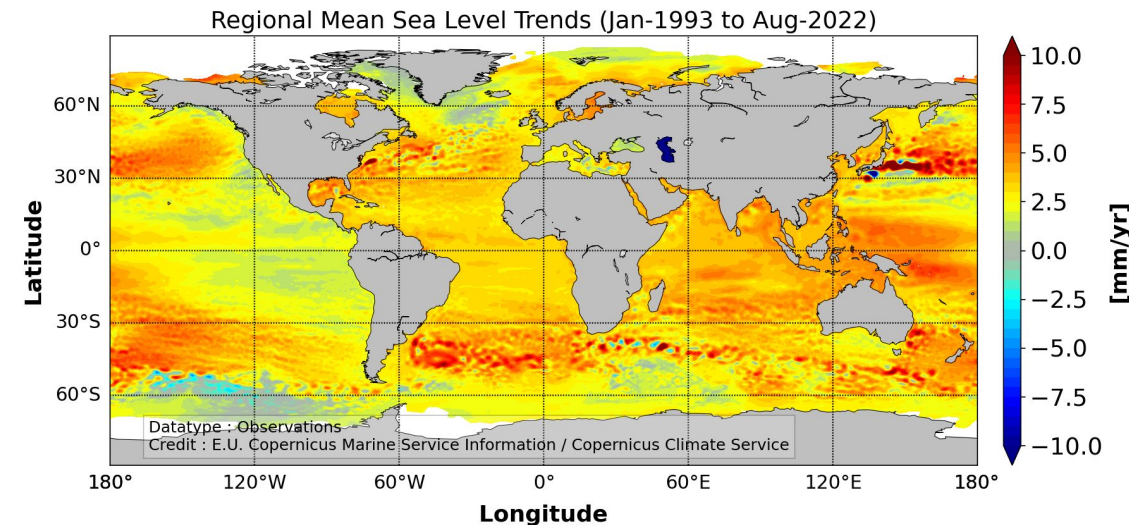 Regional Mean Sea Level Trends (Jan-1993 to Aug-2022)
60°N
30°N
0°
30°S
60°S
Latitude
Datatype : Observations
Credit : E.U. Copernicus Marine Service Information / Copernicus Climate Service
180°
120°W
60°W
0°
60°E
120°E
180°
Longitude
10.0
7.5
5.0
2.5
0.0
−2.5
−5.0
−7.5
−10.0
[mm/yr]